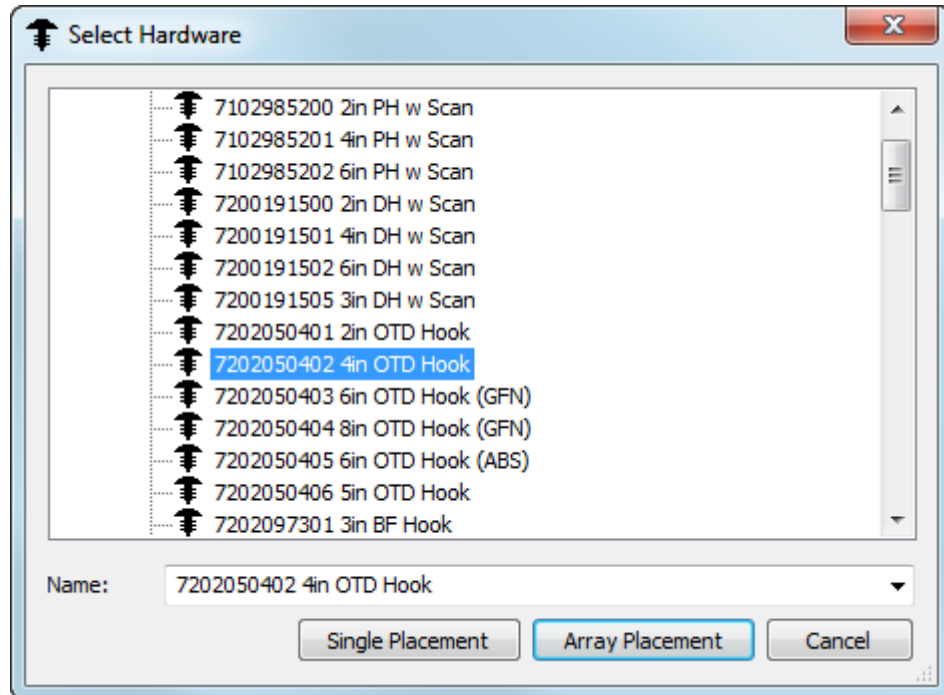 Select Hardware
7102985200 2in PH w Scan
7102985201 4in PH w Scan
7102985202 6in PH w Scan
7200191500 2in DH w Scan
7200191501 4in DH w Scan
7200191502 6in DH w Scan
7200191505 3in DH w Scan
7202050401 2in OTD Hook
7202050402 4in OTD Hook
7202050403 6in OTD Hook (GFN)
7202050404 8in OTD Hook (GFN)
7202050405 6in OTD Hook (ABS)
7202050406 5in OTD Hook
7202097301 3in BF Hook
Name: 7202050402 4in OTD Hook
Single Placement Array Placement Cancel